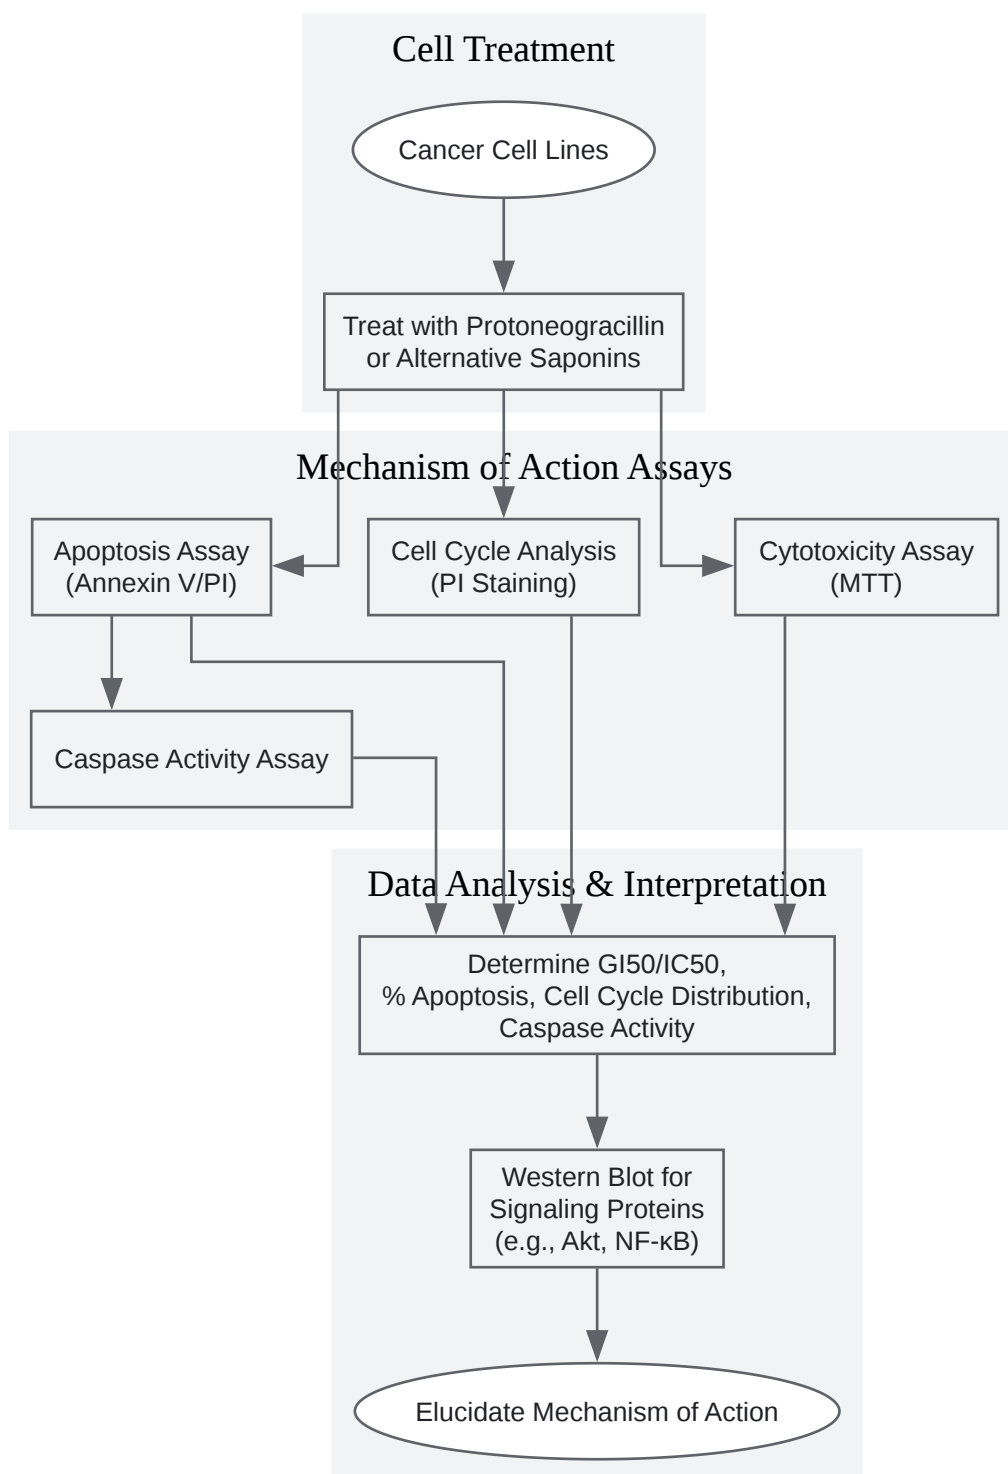 Cell Treatment
Cancer Cell Lines
Treat with Protoneogracillin
or Alternative Saponins
Mechanism of Action Assays
Apoptosis Assay
(Annexin V/PI)
Cell Cycle Analysis
(PI Staining)
Cytotoxicity Assay
(MTT)
Caspase Activity Assay
Data Analysis & Interpretation
Determine GI50/IC50,
% Apoptosis, Cell Cycle Distribution,
Caspase Activity
Western Blot for
Signaling Proteins
(e.g., Akt, NF-κB)
Elucidate Mechanism of Action